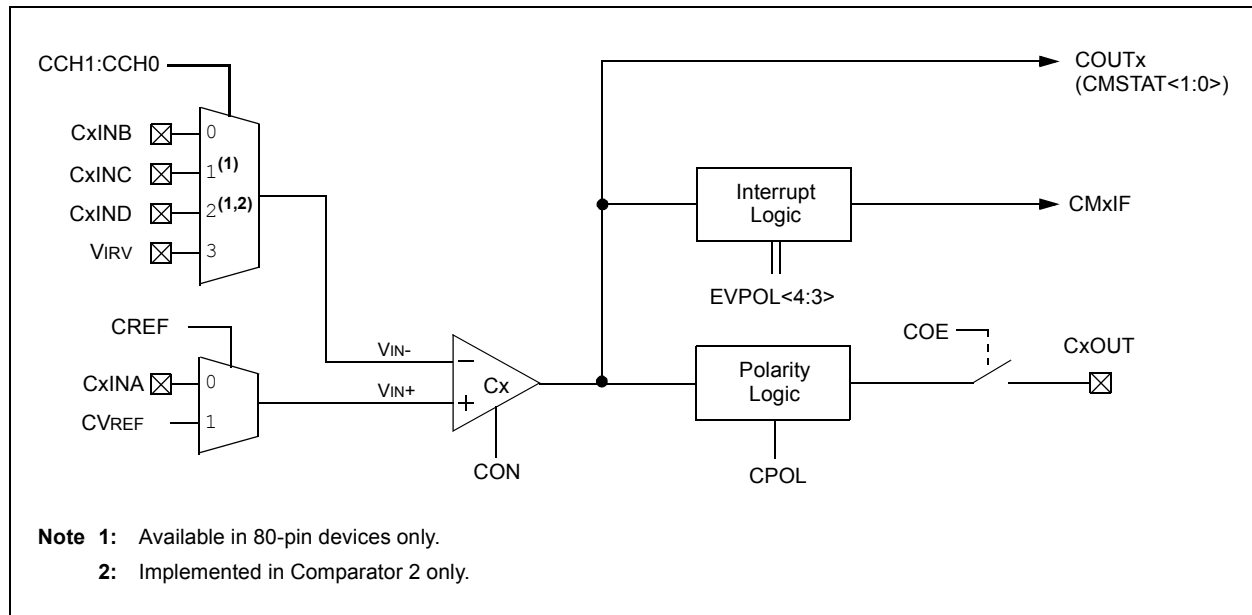 CCH1:CCH0
CxINB 0
CxINC 1(1)
CxIND 2(1,2)
VIRV 3
CREF
CxINA 0
CVREF 1
VIN-
VIN+
−
+
Cx
CON
COUTx
(CMSTAT<1:0>)
Interrupt
Logic
CMxIF
EVPOL<4:3>
COE
CxOUT
Polarity
Logic
CPOL
Note 1: Available in 80-pin devices only.
2: Implemented in Comparator 2 only.